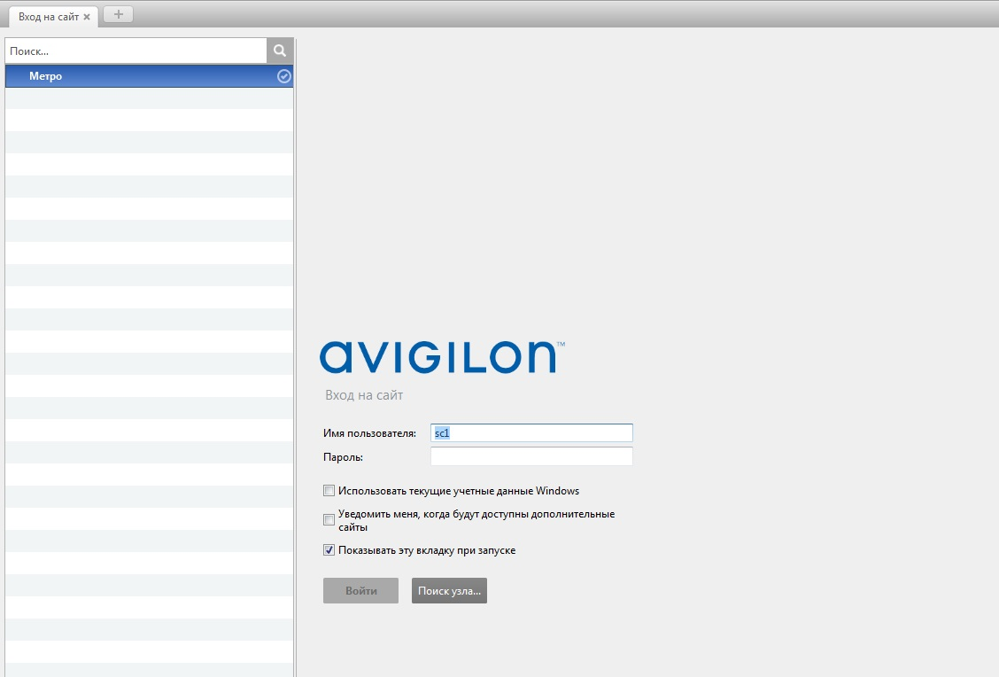 Вход на сайт
Поиск...
Метро
avigilon™
Вход на сайт
Имя пользователя:
sc1
Пароль:
Использовать текущие учетные данные Windows
Уведомить меня, когда будут доступны дополнительные
сайты
Показывать эту вкладку при запуске
Войти
Поиск узла...